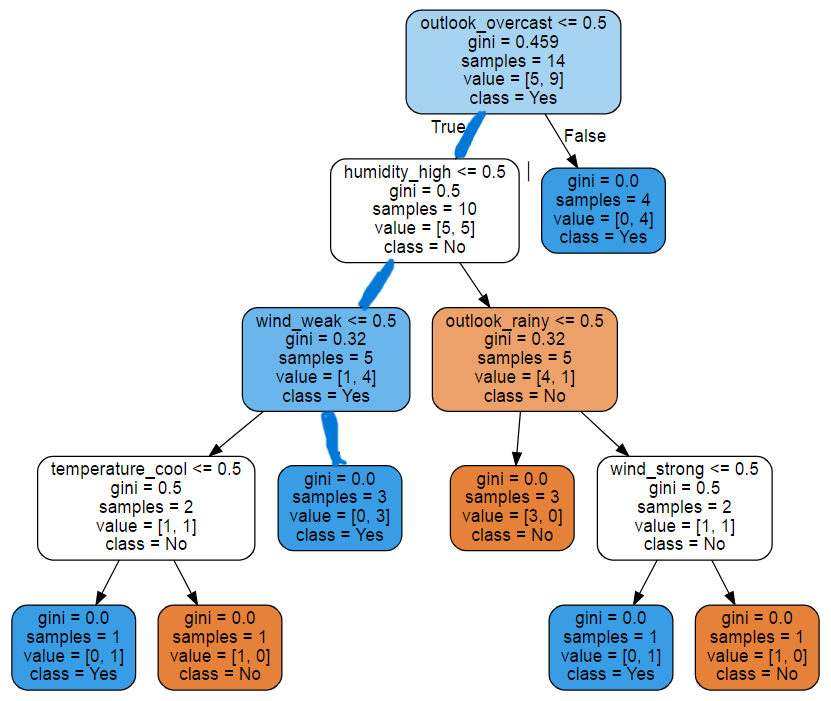 outlook_overcast <= 0.5
gini = 0.459
samples = 14
value = [5, 9]
class = Yes
True
False
humidity_high <= 0.5
gini = 0.5
samples = 10
value = [5, 5]
class = No
gini = 0.0
samples = 4
value = [0, 4]
class = Yes
wind_weak <= 0.5
gini = 0.32
samples = 5
value = [1, 4]
class = Yes
outlook_rainy <= 0.5
gini = 0.32
samples = 5
value = [4, 1]
class = No
temperature_cool <= 0.5
gini = 0.5
samples = 2
value = [1, 1]
class = No
gini = 0.0
samples = 3
value = [0, 3]
class = Yes
gini = 0.0
samples = 3
value = [3, 0]
class = No
wind_strong <= 0.5
gini = 0.5
samples = 2
value = [1, 1]
class = No
gini = 0.0
samples = 1
value = [0, 1]
class = Yes
gini = 0.0
samples = 1
value = [1, 0]
class = No
gini = 0.0
samples = 1
value = [0, 1]
class = Yes
gini = 0.0
samples = 1
value = [1, 0]
class = No